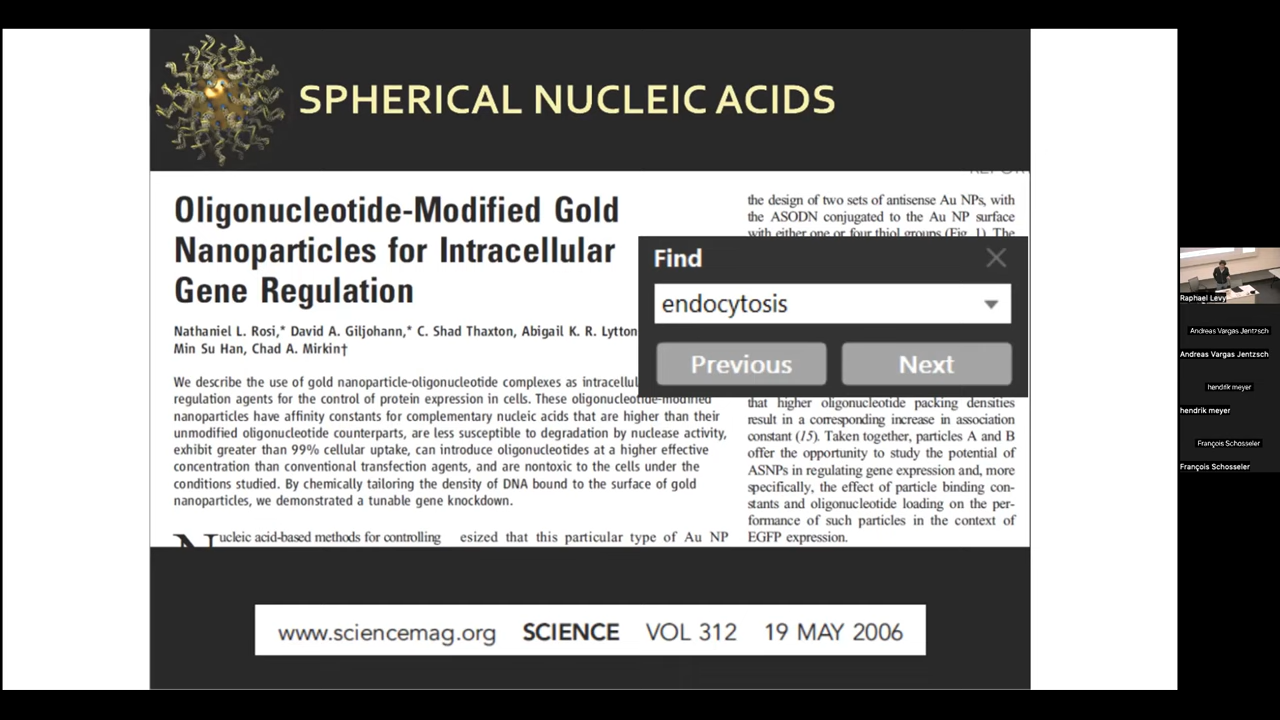 SPHERICAL NUCLEIC ACIDS
Oligonucleotide-Modified Gold
Nanoparticles for Intracellular
Gene Regulation
Nathaniel L. Rosi,* David A. Giljohann,* C. Shad Thaxton, Abigail K. R. Lytton
Min Su Han, Chad A. Mirkin†
We describe the use of gold nanoparticle-oligonucleotide complexes as
regulation agents for the control of protein expression in cells. These oligonucleotide-modified
nanoparticles have affinity constants for complementary nucleic acids that are higher than their
unmodified oligonucleotide counterparts, are less susceptible to degradation by nuclease activity,
exhibit greater than 99% cellular uptake, can introduce oligonucleotides at a higher effective
concentration than conventional transfection agents, and are nontoxic to the cells under the
conditions studied. By chemically tailoring the density of DNA bound to the surface of gold
nanoparticles, we demonstrated a tunable gene knockdown.
Nucleic acid-based methods for controlling
esized that this particular type of Au NP
the design of two sets of antisense Au NPs, with
the ASODN conjugated to the Au NP surface
with either one or four thiol groups (Fig. 1). The
Find
endocytosis
Previous
Next
that higher oligonucleotide packing densities
result in a corresponding increase in association
constant (15). Taken together, particles A and B
offer the opportunity to study the potential of
ASNPs in regulating gene expression and, more
specifically, the effect of particle binding con-
stants and oligonucleotide loading on the per-
formance of such particles in the context of
EGFP expression.
www.sciencemag.org SCIENCE VOL 312 19 MAY 2006
Raphael Levy
Andreas Vargas Jentzsch
Andreas Vargas Jentzsch
hendrik meyer
hendrik meyer
François Schosseler
François Schosseler